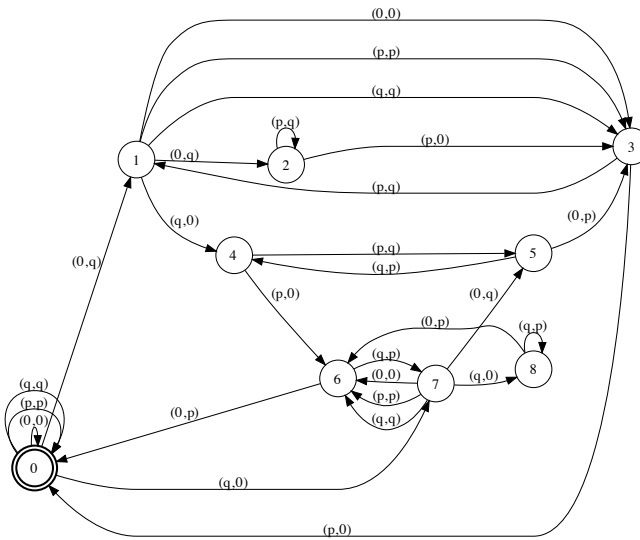 (0,0)
(p,p)
(q,q)
(p,q)
(p,0)
3
1
(0,q)
2
(p,q)
(q,0)
(0,p)
4
(p,q)
5
(q,p)
(0,q)
(p,0)
(0,q)
(0,p)
(q,p)
(q,p)
8
6
(0,0)
7
(q,0)
(p,p)
(q,q)
(0,p)
(q,q)
(p,p)
(0,0)
0
(q,0)
(p,0)